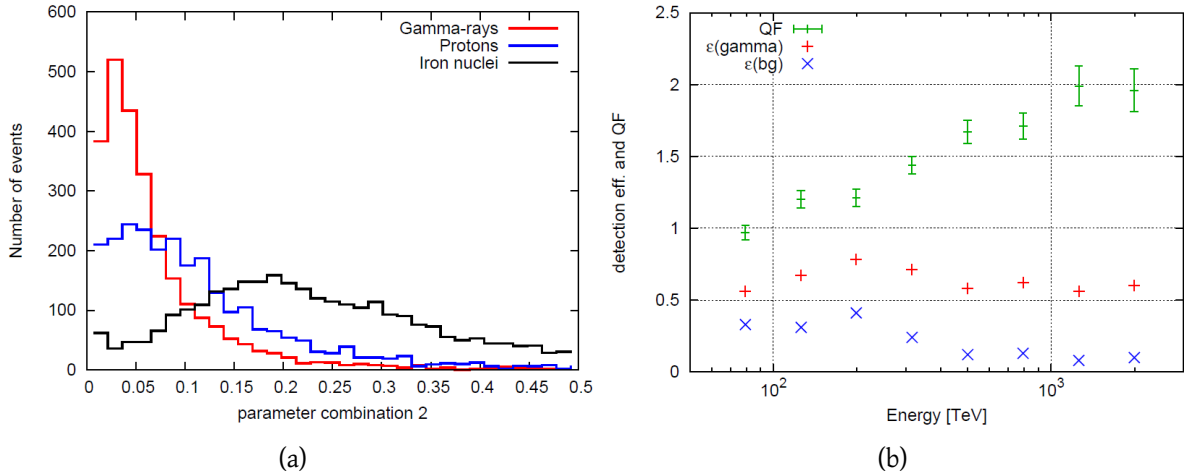 600
500
400
300
200
100
0
Number of events
Gamma-rays
Protons
Iron nuclei
0 0.05 0.1 0.15 0.2 0.25 0.3 0.35 0.4 0.45 0.5
parameter combination 2
(a)
2.5
2
1.5
1
0.5
0
detection eff. and QF
QF
ε(gamma)
ε(bg)
10² 10³
Energy [TeV]
(b)